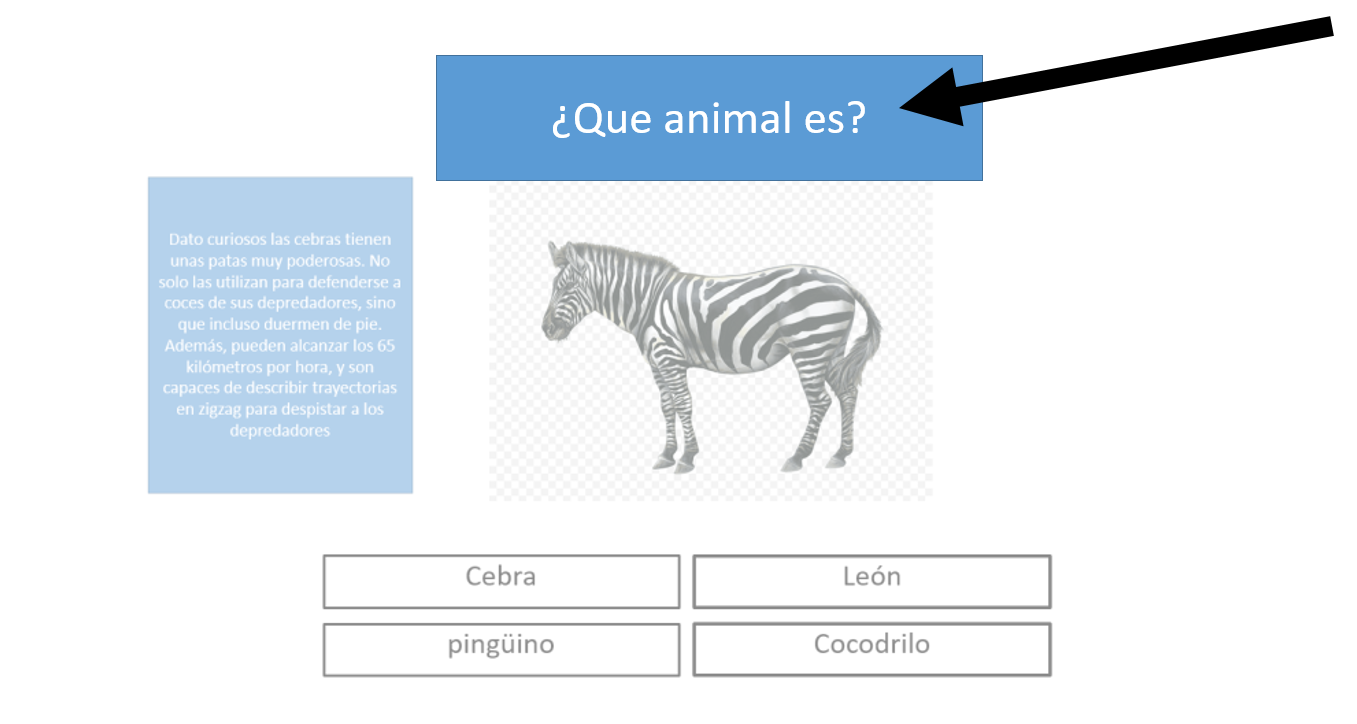 ¿Que animal es?
Dato curiosos las cebras tienen
unas patas muy poderosas. No
solo las utilizan para defenderse a
coces de sus depredadores, sino
que incluso duermen de pie.
Además, pueden alcanzar los 65
kilómetros por hora, y son
capaces de describir trayectorias
en zigzag para despistar a los
depredadores
Cebra
León
pingüino
Cocodrilo